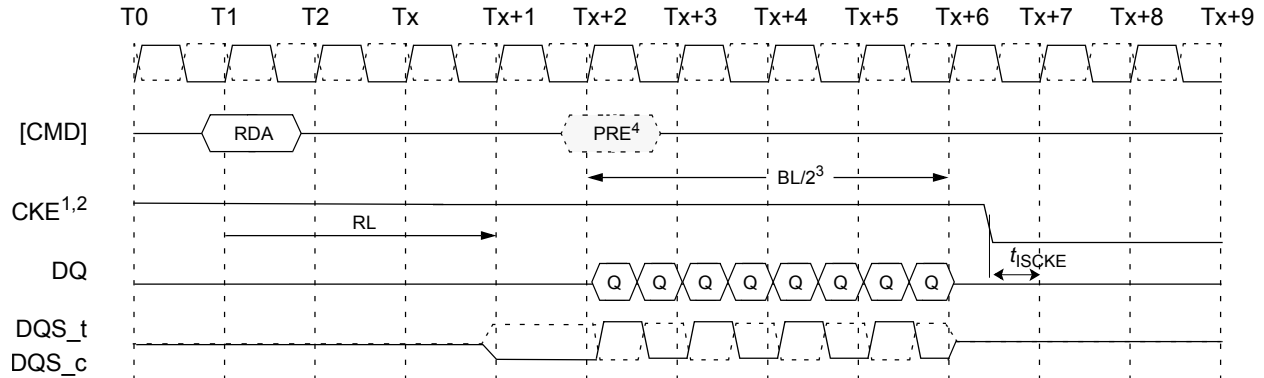 T0 T1 T2 Tx Tx+1 Tx+2 Tx+3 Tx+4 Tx+5 Tx+6 Tx+7 Tx+8 Tx+9
[CMD] RDA PRE4
BL/23
CKE1,2
RL
tISCKE
DQ Q Q Q Q Q Q Q Q
DQS_t
DQS_c